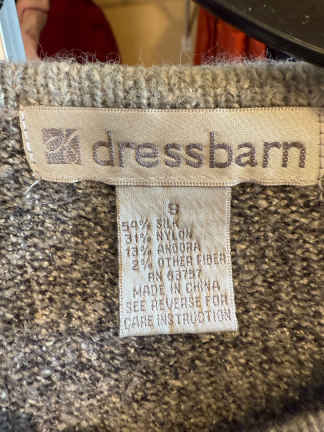 dressbarn
S
54% SILK
31% NYLON
13% ANGORA
2% OTHER FIBER
RN 63797
MADE IN CHINA
SEE REVERSE FOR
CARE INSTRUCTION